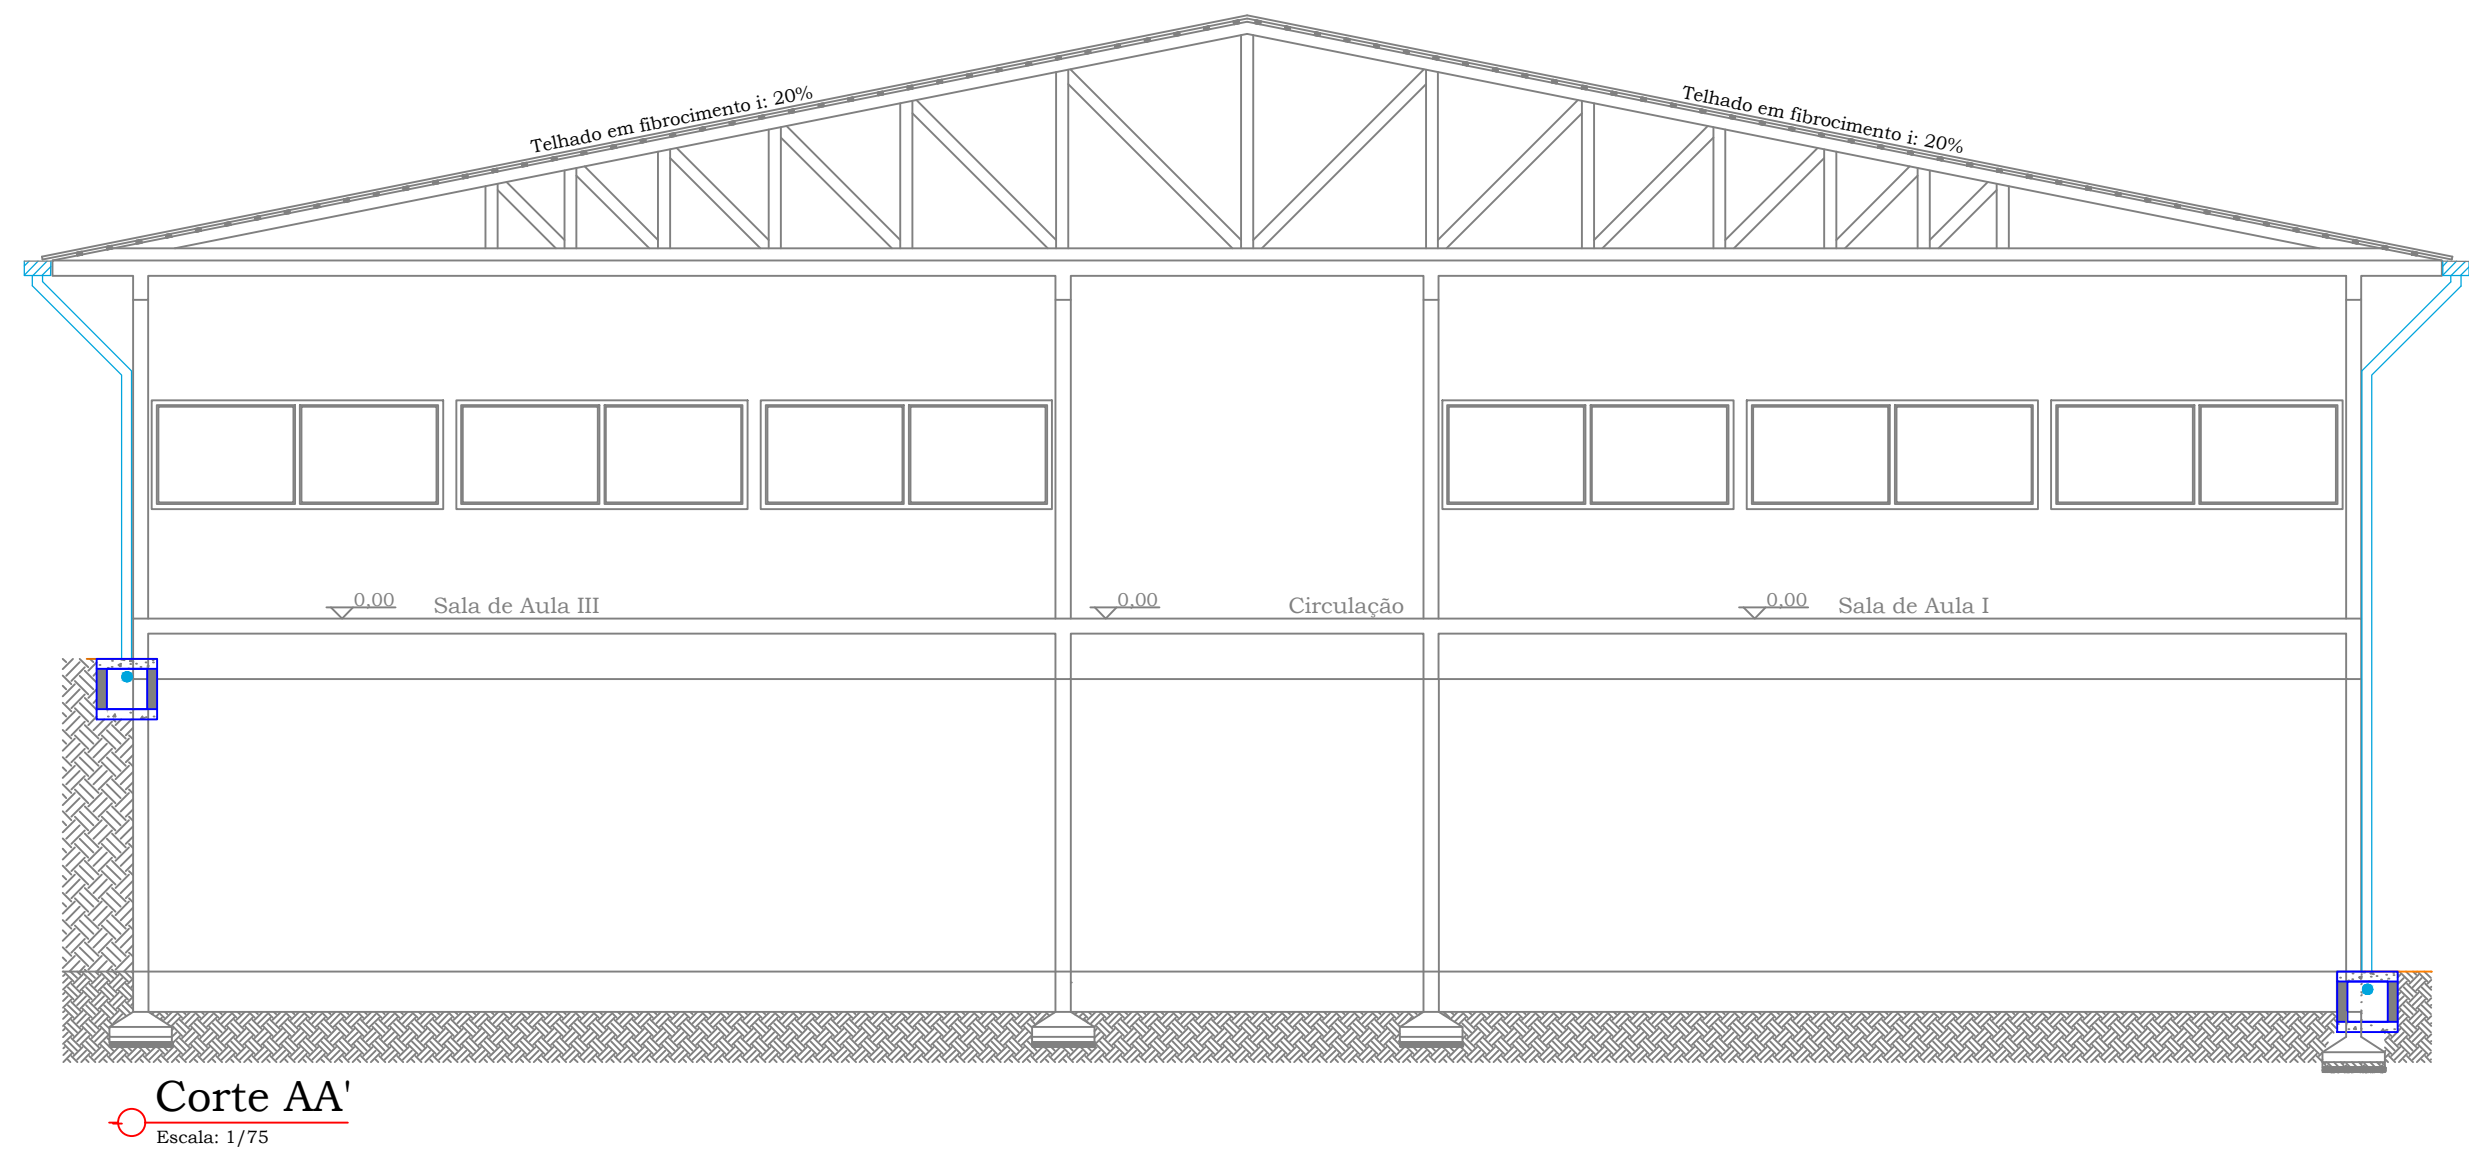 Telhado em fibrocimento i: 20%
Telhado em fibrocimento i: 20%
0,00
Sala de Aula III
0,00
Circulação
0,00
Sala de Aula I
Corte AA'
Escala: 1/75